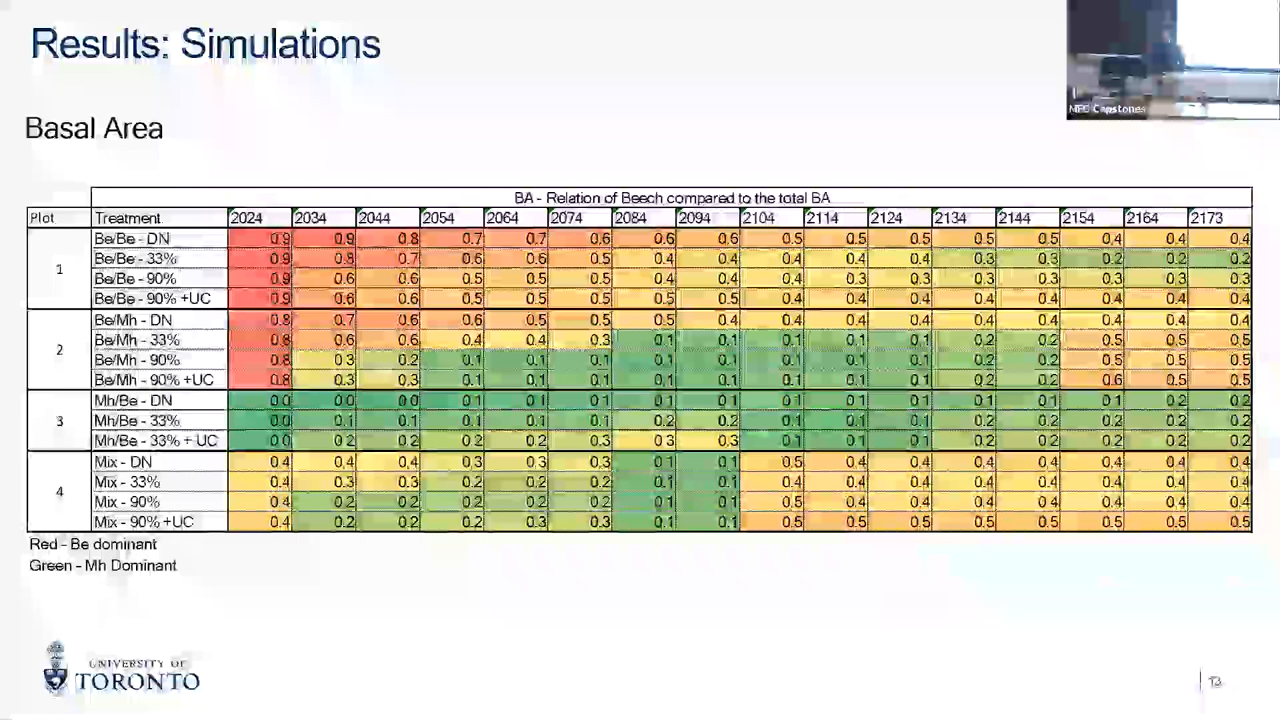 Results: Simulations
MFC Capstones
Basal Area
BA - Relation of Beech compared to the total BA
Plot Treatment 2024 2034 2044 2054 2064 2074 2084 2094 2104 2114 2124 2134 2144 2154 2164 2173
1
Be/Be - DN 0.9 0.9 0.8 0.7 0.7 0.6 0.6 0.6 0.5 0.5 0.5 0.5 0.5 0.4 0.4 0.4
Be/Be - 33% 0.9 0.8 0.7 0.6 0.6 0.5 0.4 0.4 0.4 0.4 0.4 0.3 0.3 0.2 0.2 0.2
Be/Be - 90% 0.9 0.6 0.6 0.5 0.5 0.5 0.4 0.4 0.4 0.3 0.3 0.3 0.3 0.3 0.3 0.3
Be/Be - 90% +UC 0.9 0.6 0.6 0.5 0.5 0.5 0.5 0.5 0.4 0.4 0.4 0.4 0.4 0.4 0.4 0.4
2
Be/Mh - DN 0.8 0.7 0.6 0.6 0.5 0.5 0.5 0.4 0.4 0.4 0.4 0.4 0.4 0.4 0.4 0.4
Be/Mh - 33% 0.8 0.6 0.6 0.4 0.4 0.3 0.1 0.1 0.1 0.1 0.1 0.2 0.2 0.5 0.5 0.5
Be/Mh - 90% 0.8 0.3 0.2 0.1 0.1 0.1 0.1 0.1 0.1 0.1 0.1 0.2 0.2 0.5 0.5 0.5
Be/Mh - 90% +UC 0.8 0.3 0.3 0.1 0.1 0.1 0.1 0.1 0.1 0.1 0.1 0.2 0.2 0.6 0.5 0.5
3
Mh/Be - DN 0.0 0.0 0.0 0.1 0.1 0.1 0.1 0.1 0.1 0.1 0.1 0.1 0.1 0.1 0.2 0.2
Mh/Be - 33% 0.0 0.1 0.1 0.1 0.1 0.1 0.2 0.2 0.1 0.1 0.1 0.2 0.2 0.2 0.2 0.2
Mh/Be - 33% + UC 0.0 0.2 0.2 0.2 0.2 0.3 0.3 0.3 0.1 0.1 0.1 0.2 0.2 0.2 0.2 0.2
4
Mix - DN 0.4 0.4 0.4 0.3 0.3 0.3 0.1 0.1 0.5 0.4 0.4 0.4 0.4 0.4 0.4 0.4
Mix - 33% 0.4 0.3 0.3 0.2 0.2 0.2 0.1 0.1 0.4 0.4 0.4 0.4 0.4 0.4 0.4 0.4
Mix - 90% 0.4 0.2 0.2 0.2 0.2 0.2 0.1 0.1 0.5 0.4 0.4 0.4 0.4 0.4 0.4 0.4
Mix - 90% +UC 0.4 0.2 0.2 0.2 0.3 0.3 0.1 0.1 0.5 0.5 0.5 0.5 0.5 0.5 0.5 0.5
Red - Be dominant
Green - Mh Dominant
UNIVERSITY OF
TORONTO
13